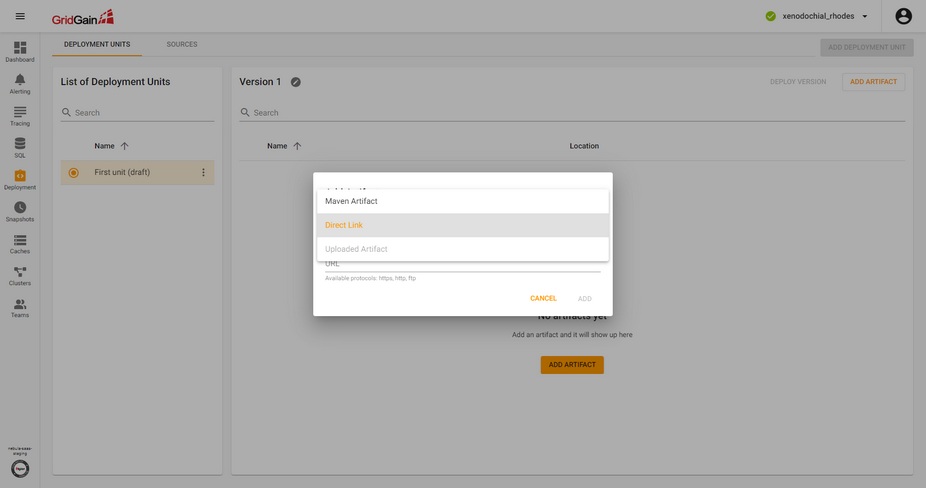 GridGain
xenodochial_rhodes
DEPLOYMENT UNITS
SOURCES
ADD DEPLOYMENT UNIT
Dashboard
Alerting
Tracing
SQL
Deployment
Snapshots
Caches
Clusters
Teams
nebula-saas-staging
List of Deployment Units
Search
Name
First unit (draft)
Version 1
DEPLOY VERSION
ADD ARTIFACT
Search
Name
Location
Maven Artifact
Direct Link
Uploaded Artifact
URL
Available protocols: https, http, ftp
CANCEL
ADD
No artifacts yet
Add an artifact and it will show up here
ADD ARTIFACT